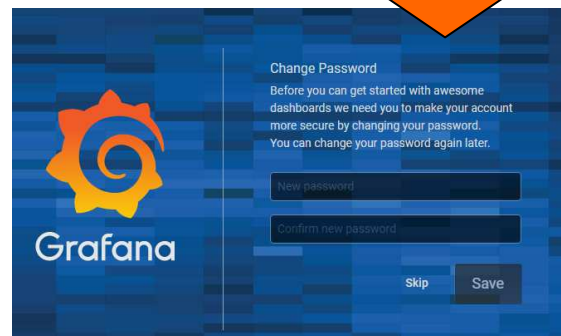 Change Password
Before you can get started with awesome
dashboards we need you to make your account
more secure by changing your password.
You can change your password again later.
New password
Confirm new password
Grafana
Skip
Save